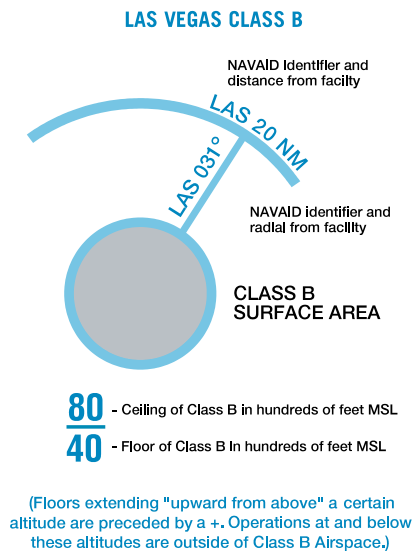 LAS VEGAS CLASS B
NAVAID Identifier and
distance from facilty
LAS 20 NM
LAS 031°
NAVAID identifier and
radial from facility
CLASS B
SURFACE AREA
80 - Ceiling of Class B in hundreds of feet MSL
40 - Floor of Class B In hundreds of feet MSL
(Floors extending "upward from above" a certain
altitude are preceded by a +. Operations at and below
these altitudes are outside of Class B Airspace.)